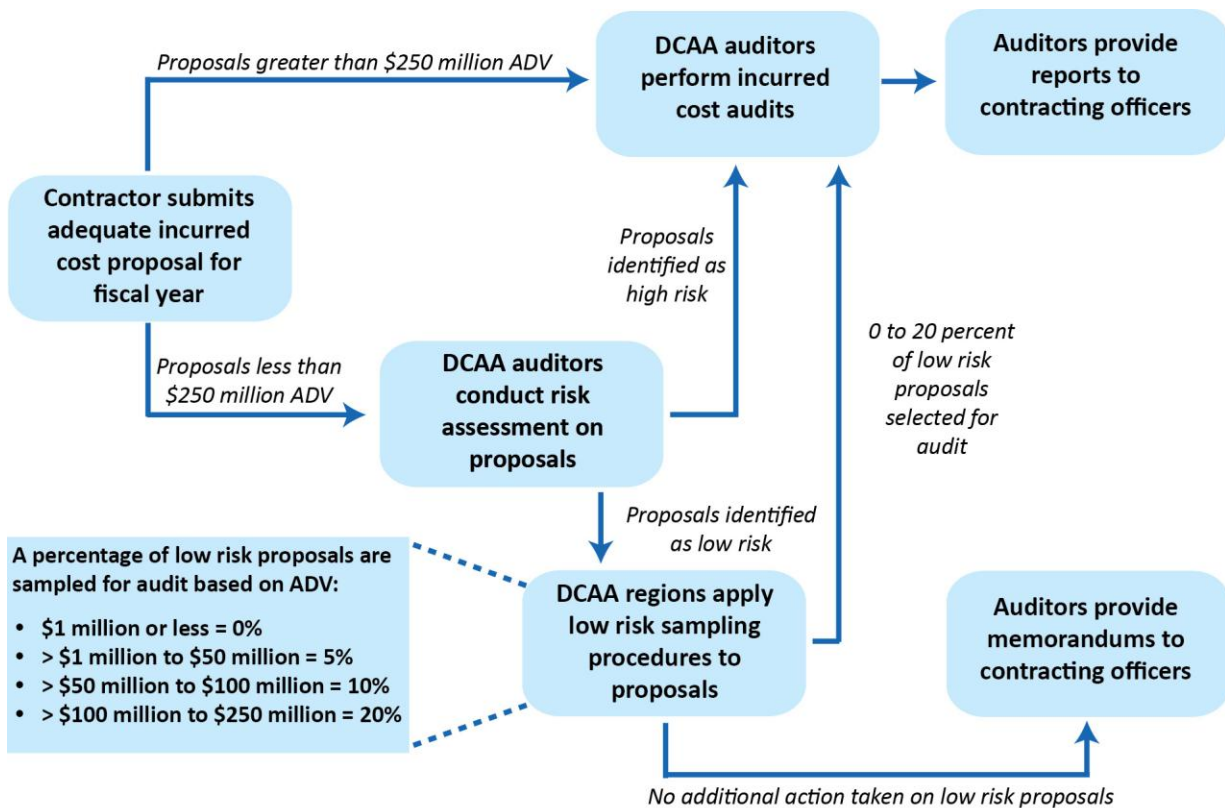 Proposals greater than $250 million ADV
DCAA auditors
perform incurred
cost audits
Auditors provide
reports to
contracting officers
Contractor submits
adequate incurred
cost proposal for
fiscal year
Proposals
identified as
high risk
Proposals less than
$250 million ADV
DCAA auditors
conduct risk
assessment on
proposals
0 to 20 percent
of low risk
proposals
selected for
audit
Proposals identified
as low risk
A percentage of low risk proposals are
sampled for audit based on ADV:
• $1 million or less = 0%
• > $1 million to $50 million = 5%
• > $50 million to $100 million = 10%
• > $100 million to $250 million = 20%
DCAA regions apply
low risk sampling
procedures to
proposals
Auditors provide
memorandums to
contracting officers
No additional action taken on low risk proposals